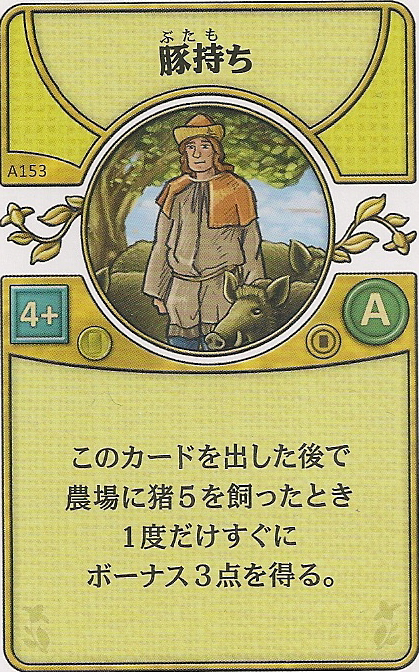 ぶたも
豚持ち
A153
4+
A
このカードを出した後で
農場に猪5を飼ったとき
1度だけすぐに
ボーナス3点を得る。